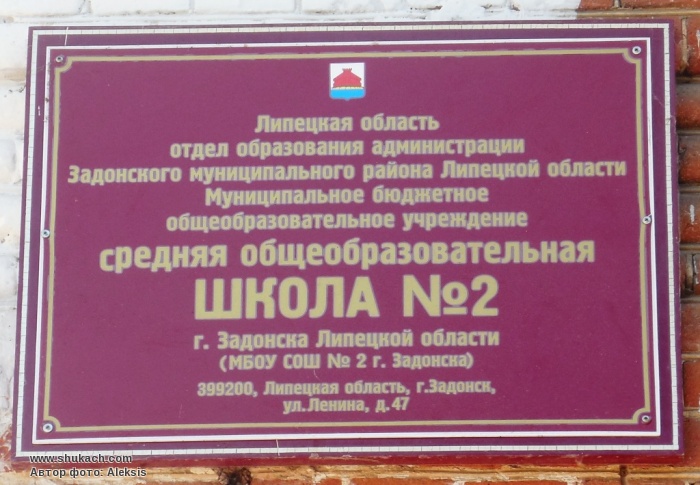 Липецкая область
отдел образования администрации
Задонского муниципального района Липецкой области
Муниципальное бюджетное
общеобразовательное учреждение
средняя общеобразовательная
ШКОЛА №2
г. Задонска Липецкой области
(МБОУ СОШ № 2 г. Задонска)
399200, Липецкая область, г.Задонск,
ул.Ленина, д.47
www.shukach.com
Автор фото: Aleksis